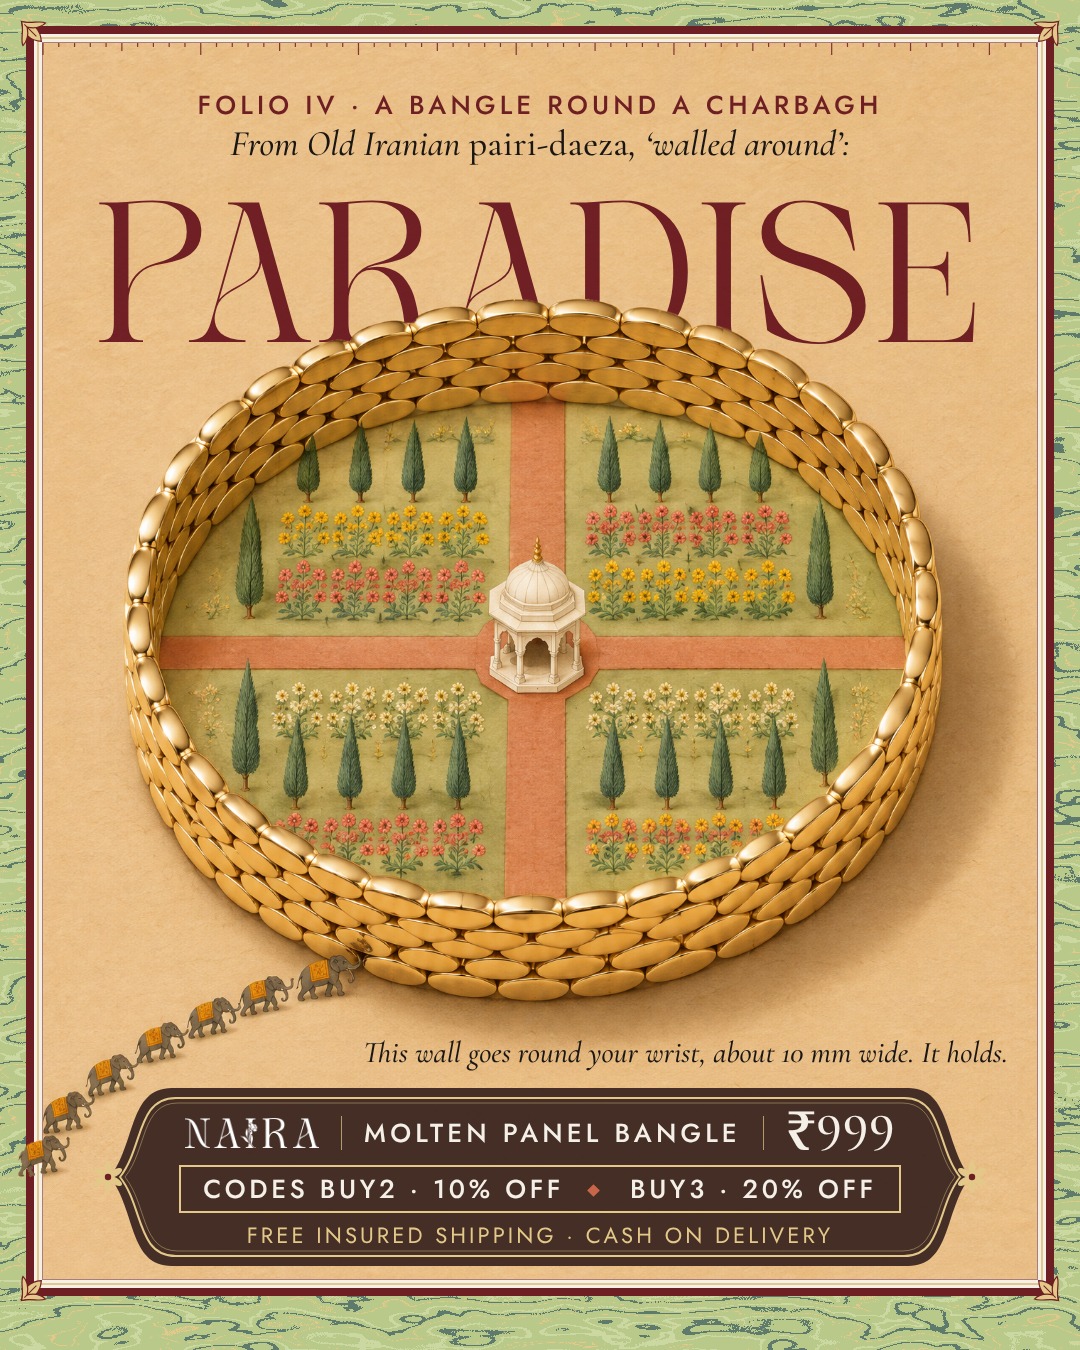 FOLIO IV · A BANGLE ROUND A CHARBAGH
From Old Iranian pairi-daeza, ‘walled around’:
PARADISE
This wall goes round your wrist, about 10 mm wide. It holds.
NAIRA | MOLTEN PANEL BANGLE | ₹999
CODES BUY2 · 10% OFF ◆ BUY3 · 20% OFF
FREE INSURED SHIPPING · CASH ON DELIVERY